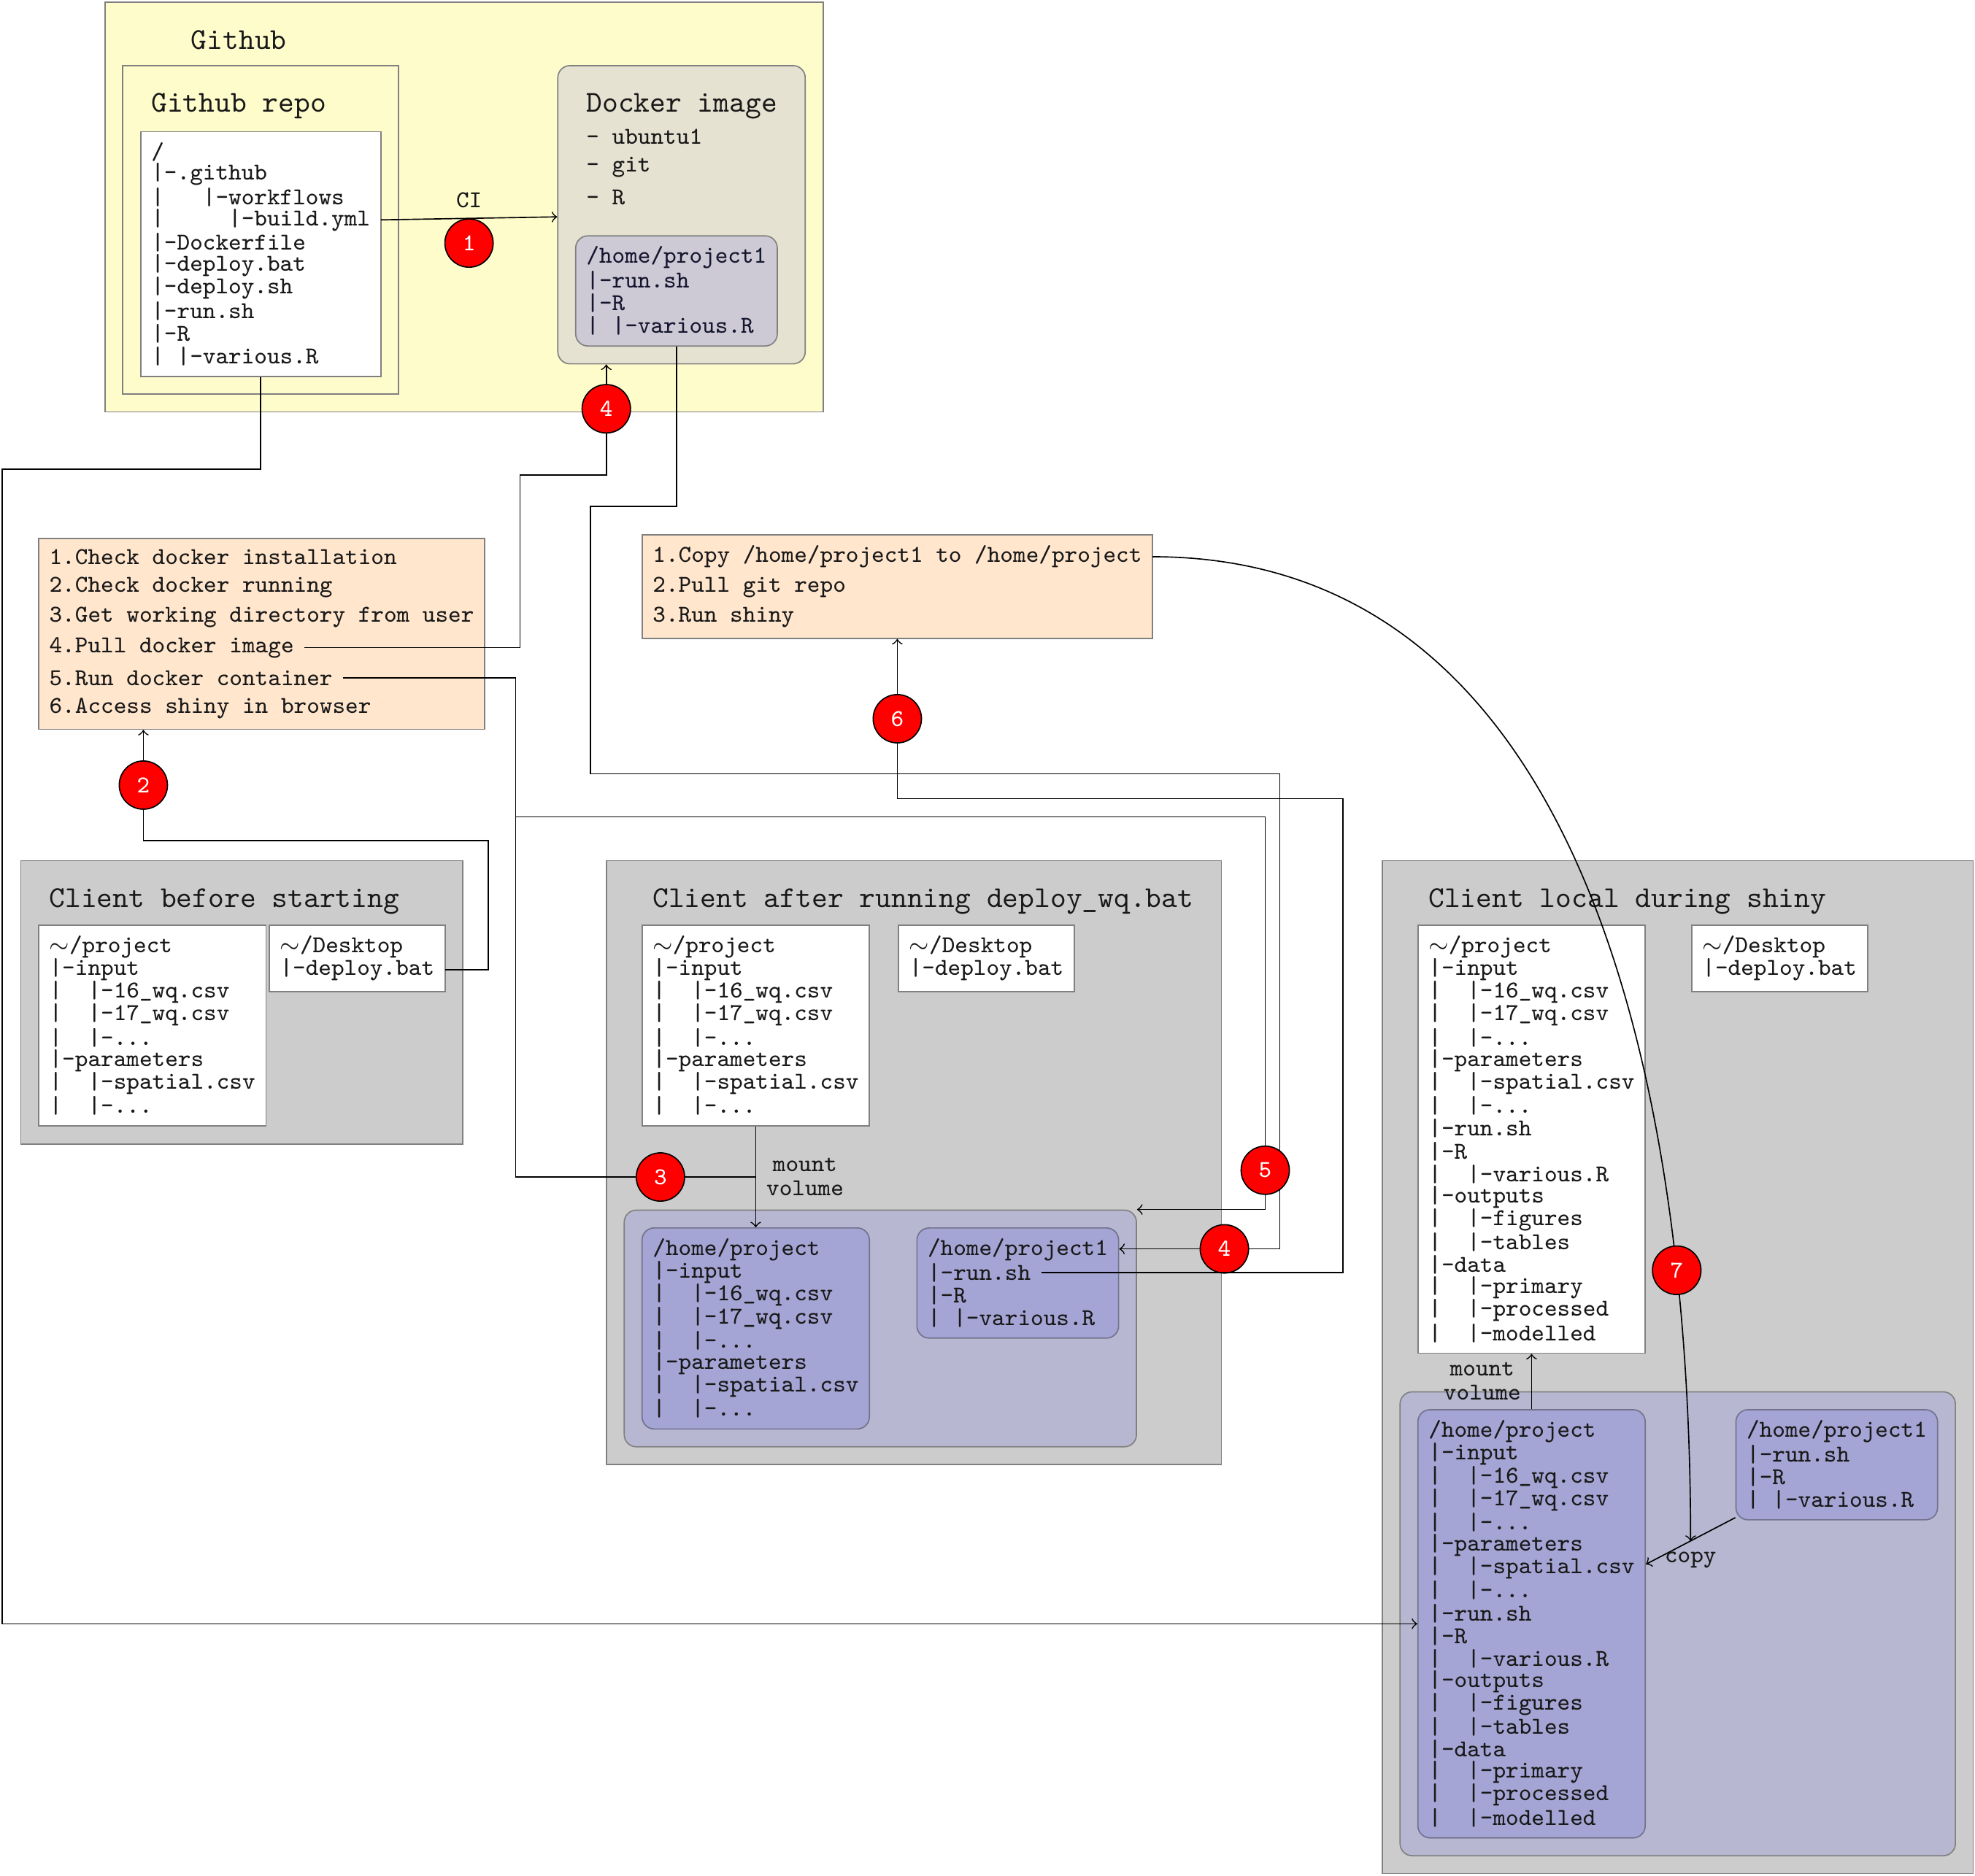 Github
Github repo
/
|-.github
|   |-workflows
|     |-build.yml
|-Dockerfile
|-deploy.bat
|-deploy.sh
|-run.sh
|-R
| |-various.R
CI
1
Docker image
- ubuntu1
- git
- R
/home/project1
|-run.sh
|-R
| |-various.R
4
1.Check docker installation
2.Check docker running
3.Get working directory from user
4.Pull docker image
5.Run docker container
6.Access shiny in browser
1.Copy /home/project1 to /home/project
2.Pull git repo
3.Run shiny
6
2
Client before starting
~/project
|-input
|  |-16_wq.csv
|  |-17_wq.csv
|  |-...
|-parameters
|  |-spatial.csv
|  |-...
~/Desktop
|-deploy.bat
Client after running deploy_wq.bat
~/project
|-input
|  |-16_wq.csv
|  |-17_wq.csv
|  |-...
|-parameters
|  |-spatial.csv
|  |-...
~/Desktop
|-deploy.bat
3
mount
volume
5
/home/project
|-input
|  |-16_wq.csv
|  |-17_wq.csv
|  |-...
|-parameters
|  |-spatial.csv
|  |-...
/home/project1
|-run.sh
|-R
| |-various.R
4
Client local during shiny
~/project
|-input
|  |-16_wq.csv
|  |-17_wq.csv
|  |-...
|-parameters
|  |-spatial.csv
|  |-...
|-run.sh
|-R
|  |-various.R
|-outputs
|  |-figures
|  |-tables
|-data
|  |-primary
|  |-processed
|  |-modelled
~/Desktop
|-deploy.bat
7
mount
volume
/home/project
|-input
|  |-16_wq.csv
|  |-17_wq.csv
|  |-...
|-parameters
|  |-spatial.csv
|  |-...
|-run.sh
|-R
|  |-various.R
|-outputs
|  |-figures
|  |-tables
|-data
|  |-primary
|  |-processed
|  |-modelled
/home/project1
|-run.sh
|-R
| |-various.R
copy